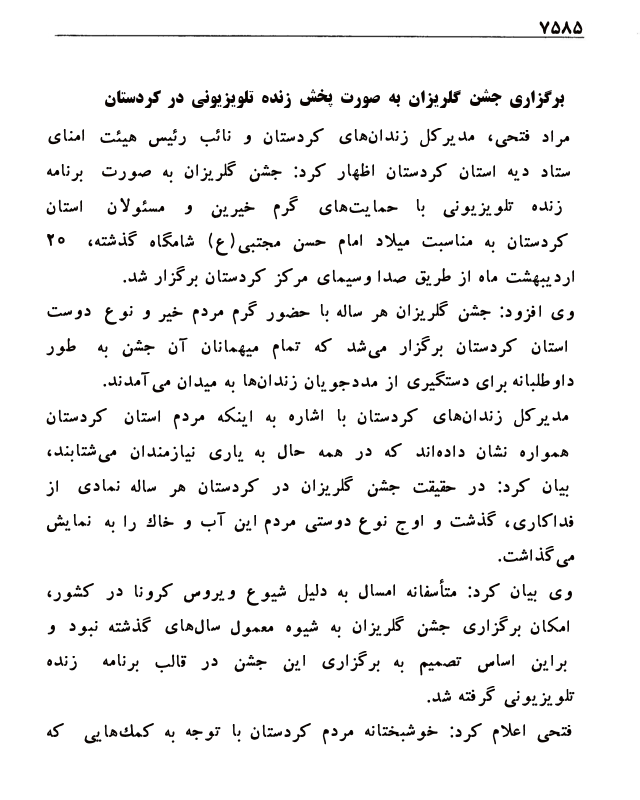 ۷۵۸۵
برگزاری جشن گلریزان به صورت پخش زنده تلویزیونی در کردستان
مراد فتحی، مدیرکل زندان‌های کردستان و نائب رئیس هیئت امنای
ستاد دیه استان کردستان اظهار کرد: جشن گلریزان به صورت برنامه
زنده تلویزیونی با حمایت‌های گرم خیرین و مسئولان استان
کردستان به مناسبت میلاد امام حسن مجتبی(ع) شامگاه گذشته، ۲۰
اردیبهشت ماه از طریق صدا وسیمای مرکز کردستان برگزار شد.
وی افزود: جشن گلریزان هر ساله با حضور گرم مردم خیر و نوع دوست
استان کردستان برگزار می‌شد که تمام میهمانان آن جشن به طور
داوطلبانه برای دستگیری از مددجویان زندان‌ها به میدان می‌آمدند.
مدیرکل زندان‌های کردستان با اشاره به اینکه مردم استان کردستان
همواره نشان داده‌اند که در همه حال به یاری نیازمندان می‌شتابند،
بیان کرد: در حقیقت جشن گلریزان در کردستان هر ساله نمادی از
فداکاری، گذشت و اوج نوع دوستی مردم این آب و خاك را به نمایش
می‌گذاشت.
وی بیان کرد: متأسفانه امسال به دلیل شیوع ویروس کرونا در کشور،
امکان برگزاری جشن گلریزان به شیوه معمول سال‌های گذشته نبود و
براین اساس تصمیم به برگزاری این جشن در قالب برنامه زنده
تلویزیونی گرفته شد.
فتحی اعلام کرد: خوشبختانه مردم کردستان با توجه به کمك‌هایی که